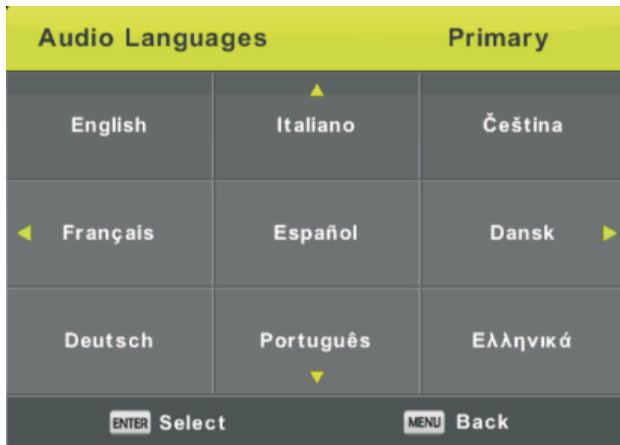 Audio Languages Primary
English Italiano Čeština
Français Español Dansk
Deutsch Português Ελληνικά
ENTER Select MENU Back